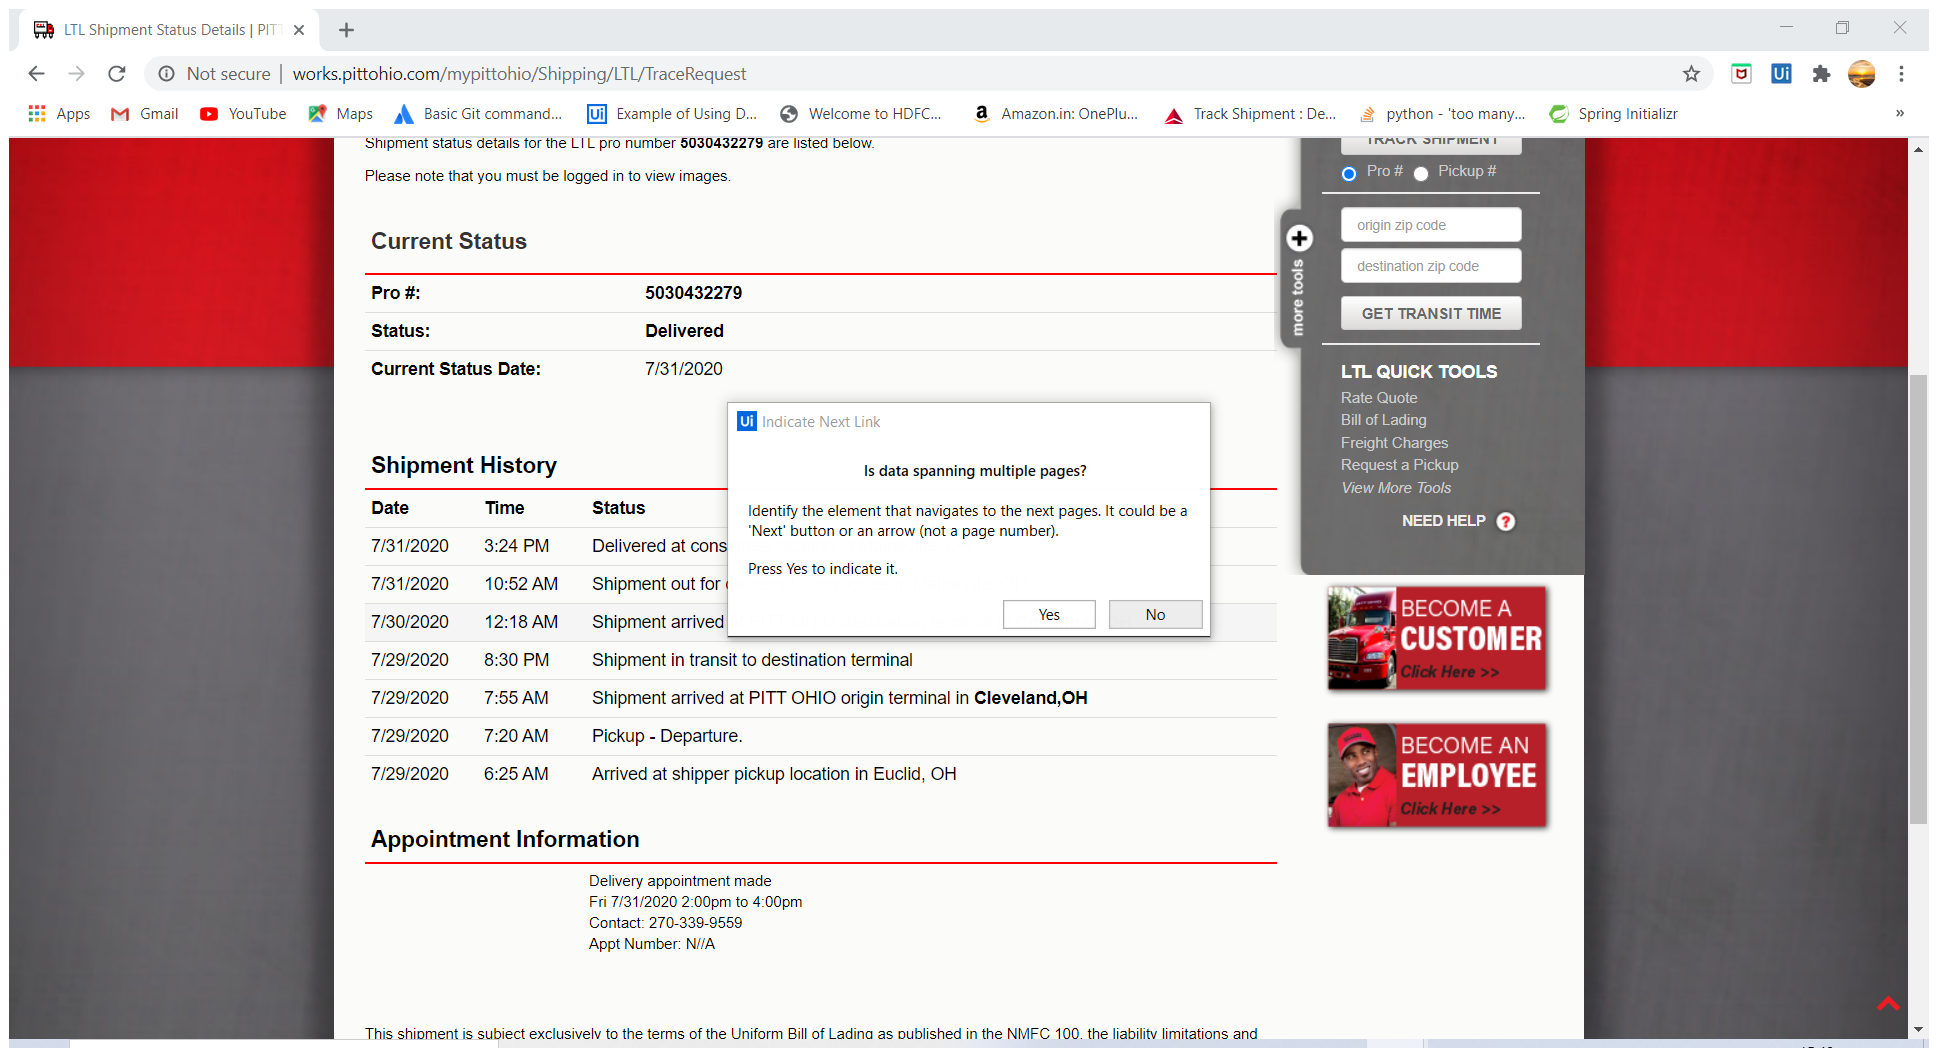 LTL Shipment Status Details | PIT
Not secure | works.pittohio.com/mypittohio/Shipping/LTL/TraceRequest
Apps Gmail YouTube Maps Basic Git command... Example of Using D... Welcome to HDFC... Amazon.in: OnePlu... Track Shipment : De... python - 'too many... Spring Initializr »
Shipment status details for the LTL pro number 5030432279 are listed below.
Please note that you must be logged in to view images.
Current Status
Pro #: 5030432279
Status: Delivered
Current Status Date: 7/31/2020
Shipment History
Date Time Status
7/31/2020 3:24 PM Delivered at cons
7/31/2020 10:52 AM Shipment out for
7/30/2020 12:18 AM Shipment arrived
7/29/2020 8:30 PM Shipment in transit to destination terminal
7/29/2020 7:55 AM Shipment arrived at PITT OHIO origin terminal in Cleveland,OH
7/29/2020 7:20 AM Pickup - Departure.
7/29/2020 6:25 AM Arrived at shipper pickup location in Euclid, OH
Appointment Information
Delivery appointment made
Fri 7/31/2020 2:00pm to 4:00pm
Contact: 270-339-9559
Appt Number: N//A
This shipment is subject exclusively to the terms of the Uniform Bill of Lading as published in the NMFC 100, the liability limitations and
Ui Indicate Next Link
Is data spanning multiple pages?
Identify the element that navigates to the next pages. It could be a
'Next' button or an arrow (not a page number).
Press Yes to indicate it.
Yes No
TRACK SHIPMENT
Pro # Pickup #
origin zip code
destination zip code
GET TRANSIT TIME
more tools
LTL QUICK TOOLS
Rate Quote
Bill of Lading
Freight Charges
Request a Pickup
View More Tools
NEED HELP ?
BECOME A
CUSTOMER
Click Here >>
BECOME AN
EMPLOYEE
Click Here >>